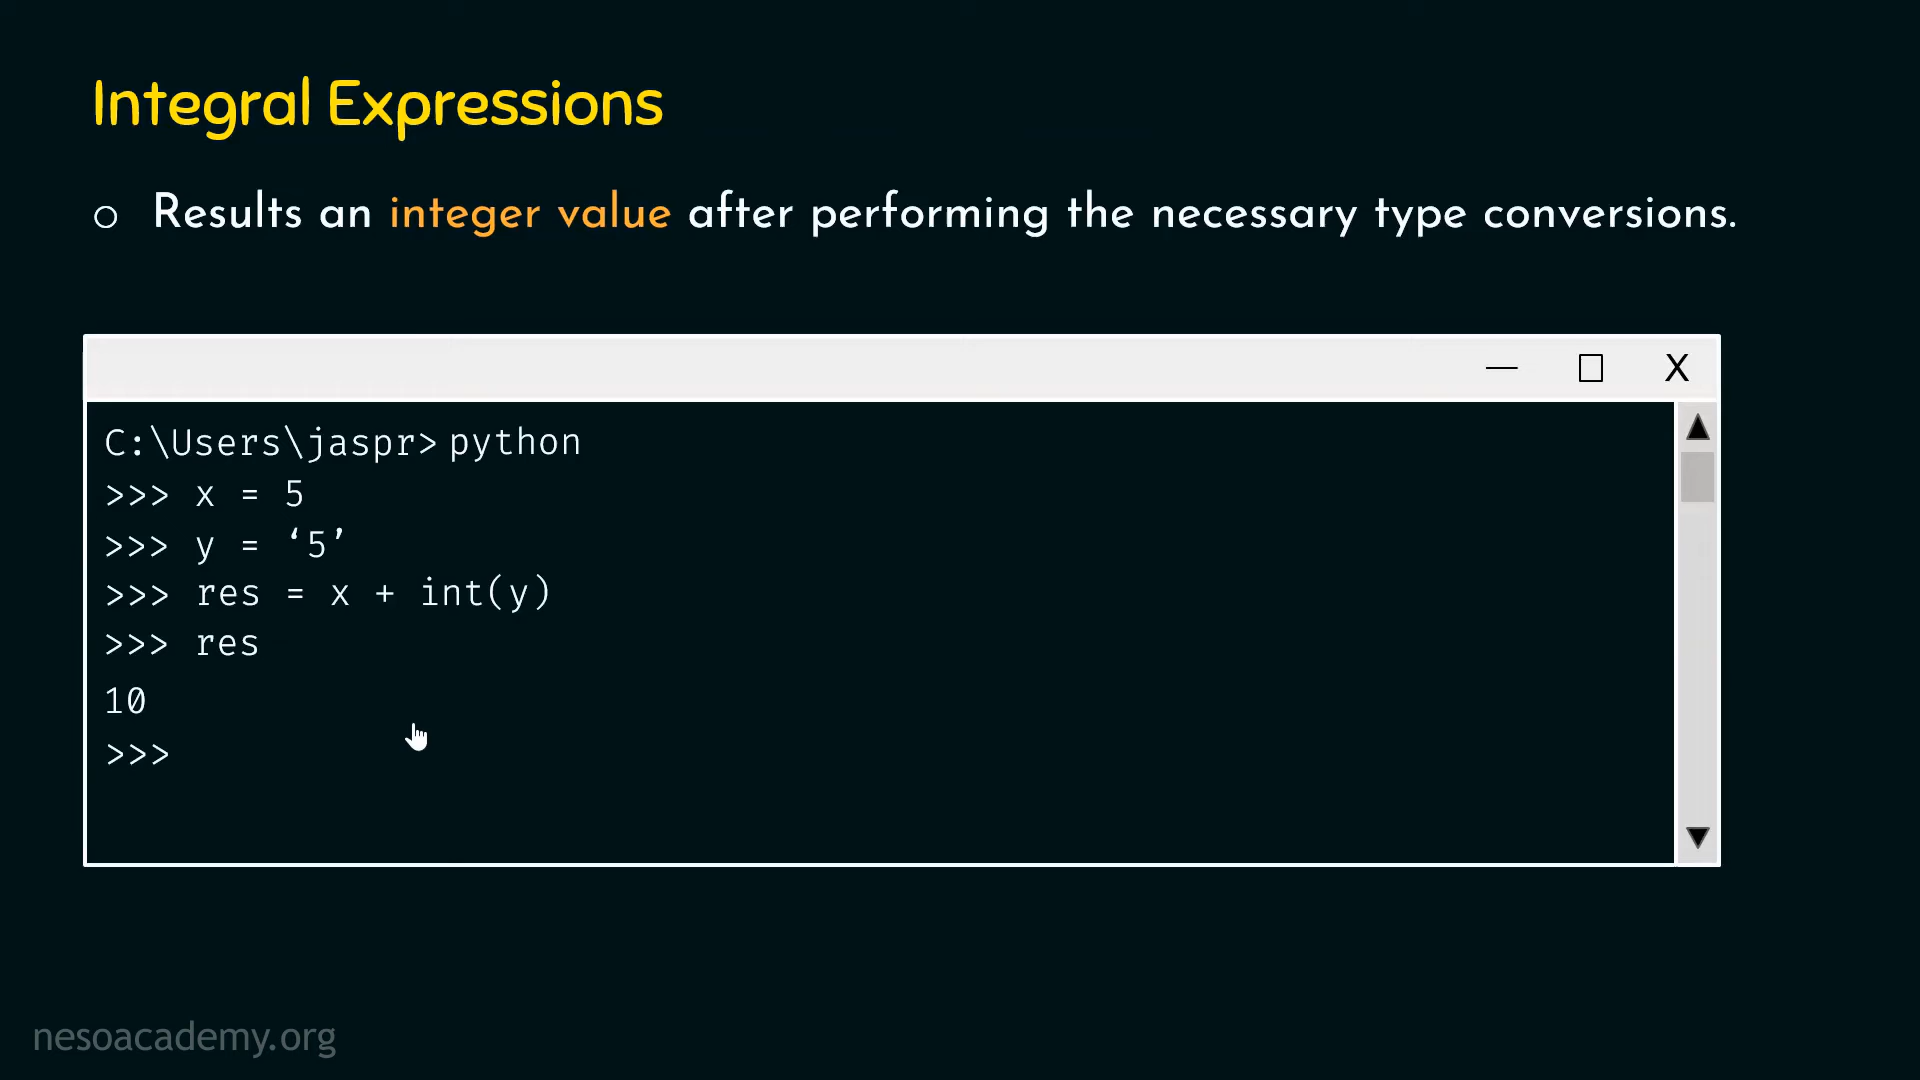 Integral Expressions
○ Results an integer value after performing the necessary type conversions.
X
C:\Users\jaspr> python
>>> x = 5
>>> y = ‘5’
>>> res = x + int(y)
>>> res
10
>>>
nesoacademy.org